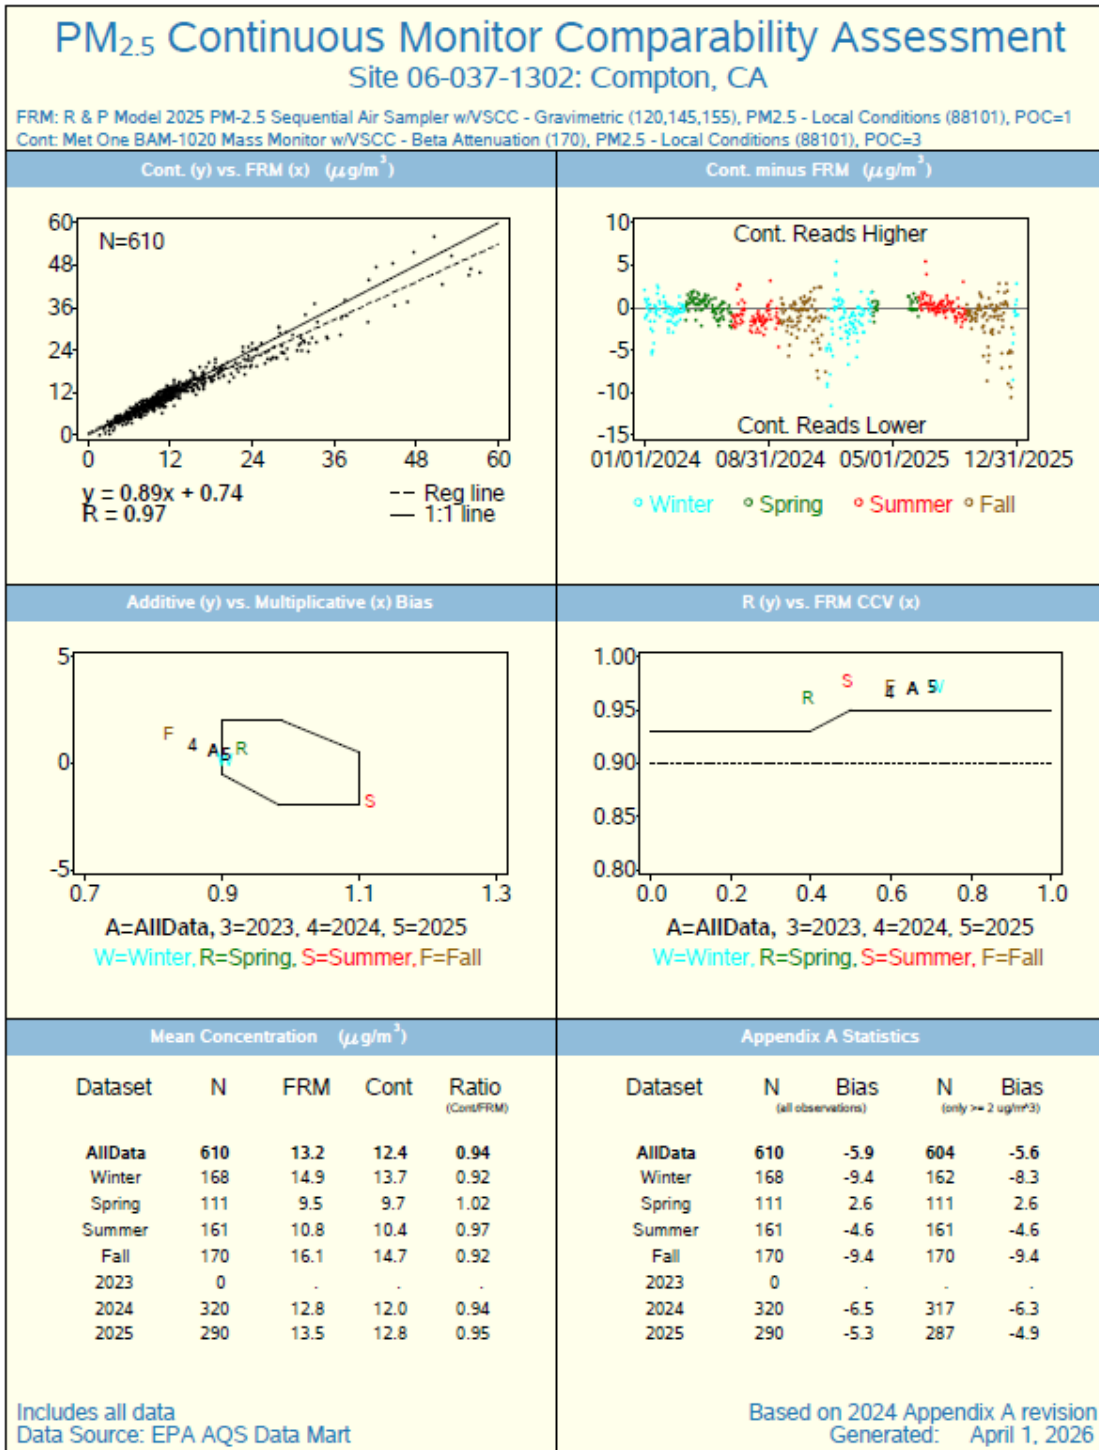 PM2.5 Continuous Monitor Comparability Assessment
Site 06-037-1302: Compton, CA
FRM: R & P Model 2025 PM-2.5 Sequential Air Sampler w/VSCC - Gravimetric (120,145,155), PM2.5 - Local Conditions (88101), POC=1
Cont: Met One BAM-1020 Mass Monitor w/VSCC - Beta Attenuation (170), PM2.5 - Local Conditions (88101), POC=3
Cont. (y) vs. FRM (x) (μg/m³)
60
N=610
48
36
24
12
0
0 12 24 36 48 60
y = 0.89x + 0.74
R = 0.97
-- Reg line
— 1:1 line
Cont. minus FRM (μg/m³)
10
Cont. Reads Higher
5
0
-5
-10
Cont. Reads Lower
-15
01/01/2024 08/31/2024 05/01/2025 12/31/2025
Winter Spring Summer Fall
Additive (y) vs. Multiplicative (x) Bias
5
F 4 A 5 W R
0
S
-5
0.7 0.9 1.1 1.3
A=AllData, 3=2023, 4=2024, 5=2025
W=Winter, R=Spring, S=Summer, F=Fall
R (y) vs. FRM CCV (x)
1.00
R S F 4 A 5 W
0.95
0.90
0.85
0.80
0.0 0.2 0.4 0.6 0.8 1.0
A=AllData, 3=2023, 4=2024, 5=2025
W=Winter, R=Spring, S=Summer, F=Fall
Mean Concentration (μg/m³)
Dataset N FRM Cont Ratio
(Cont/FRM)
AllData 610 13.2 12.4 0.94
Winter 168 14.9 13.7 0.92
Spring 111 9.5 9.7 1.02
Summer 161 10.8 10.4 0.97
Fall 170 16.1 14.7 0.92
2023 0 . . .
2024 320 12.8 12.0 0.94
2025 290 13.5 12.8 0.95
Appendix A Statistics
Dataset N Bias N Bias
(all observations) (only >= 2 ug/m^3)
AllData 610 -5.9 604 -5.6
Winter 168 -9.4 162 -8.3
Spring 111 2.6 111 2.6
Summer 161 -4.6 161 -4.6
Fall 170 -9.4 170 -9.4
2023 0 . . .
2024 320 -6.5 317 -6.3
2025 290 -5.3 287 -4.9
Includes all data
Data Source: EPA AQS Data Mart
Based on 2024 Appendix A revision
Generated: April 1, 2026